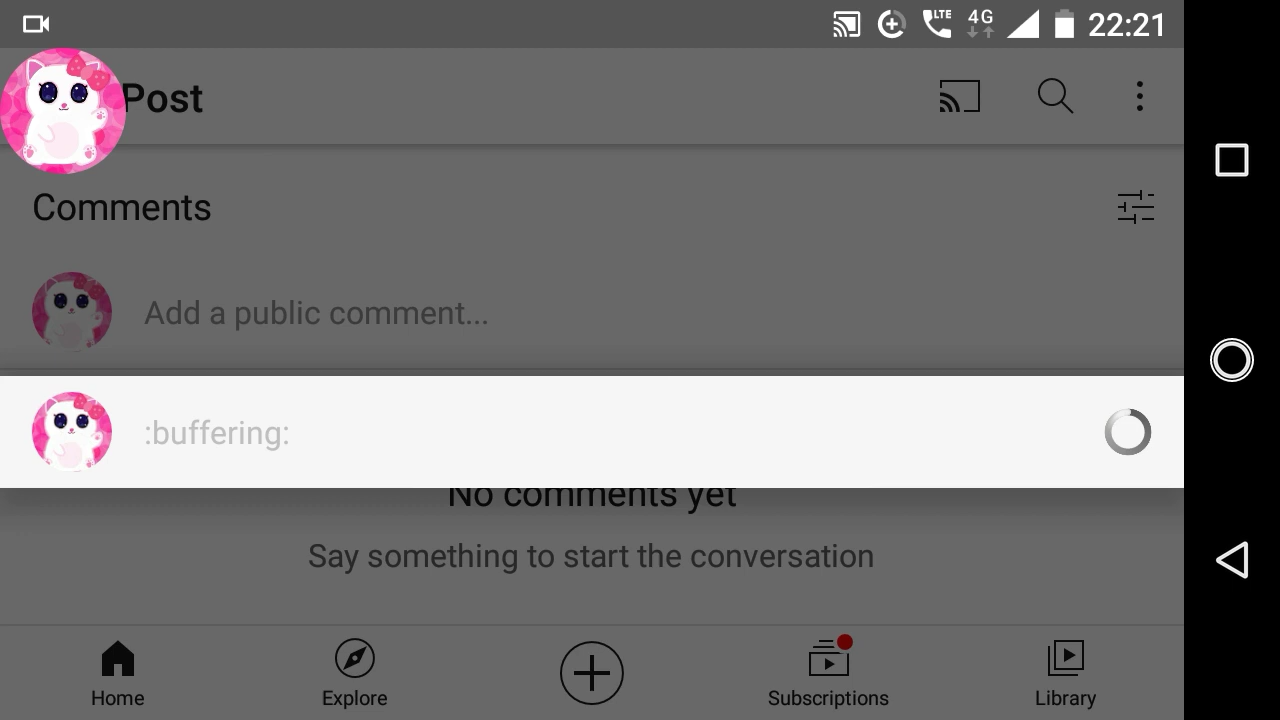 LTE
4G
22:21
Post
Comments
Add a public comment...
:buffering:
No comments yet
Say something to start the conversation
Home
Explore
Subscriptions
Library